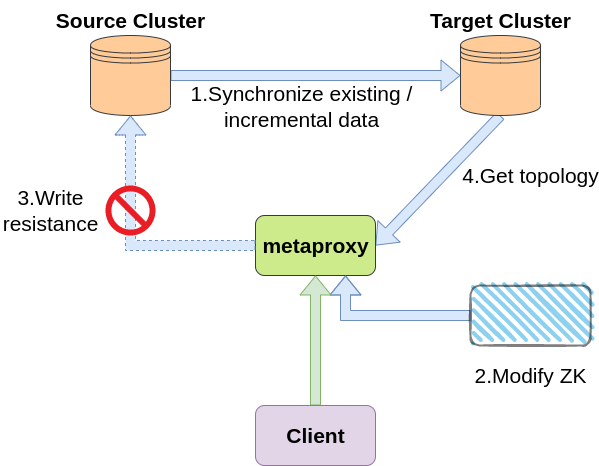 Source Cluster
Target Cluster
1.Synchronize existing /
incremental data
4.Get topology
3.Write
resistance
metaproxy
2.Modify ZK
Client